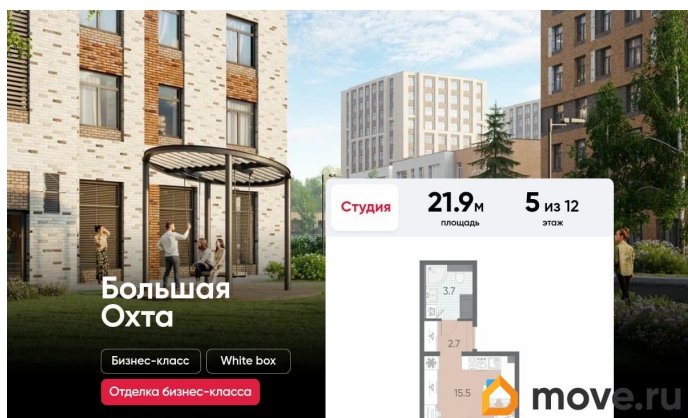 Студия
21.9 м
площадь
5 из 12
этаж
3.7
2.7
15.5
Большая
Охта
Бизнес-класс
White box
Отделка бизнес-класса
move.ru